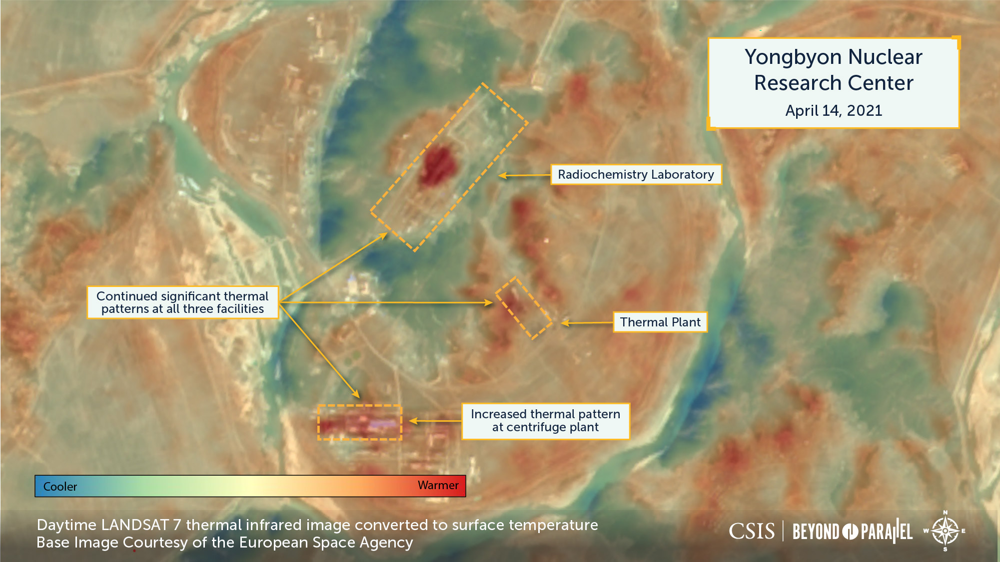 Yongbyon Nuclear
Research Center
April 14, 2021
Radiochemistry Laboratory
Continued significant thermal
patterns at all three facilities
Thermal Plant
Increased thermal pattern
at centrifuge plant
Cooler
Warmer
Daytime LANDSAT 7 thermal infrared image converted to surface temperature
Base Image Courtesy of the European Space Agency
CSIS
BEYOND PARALLEL
N
W
E
S